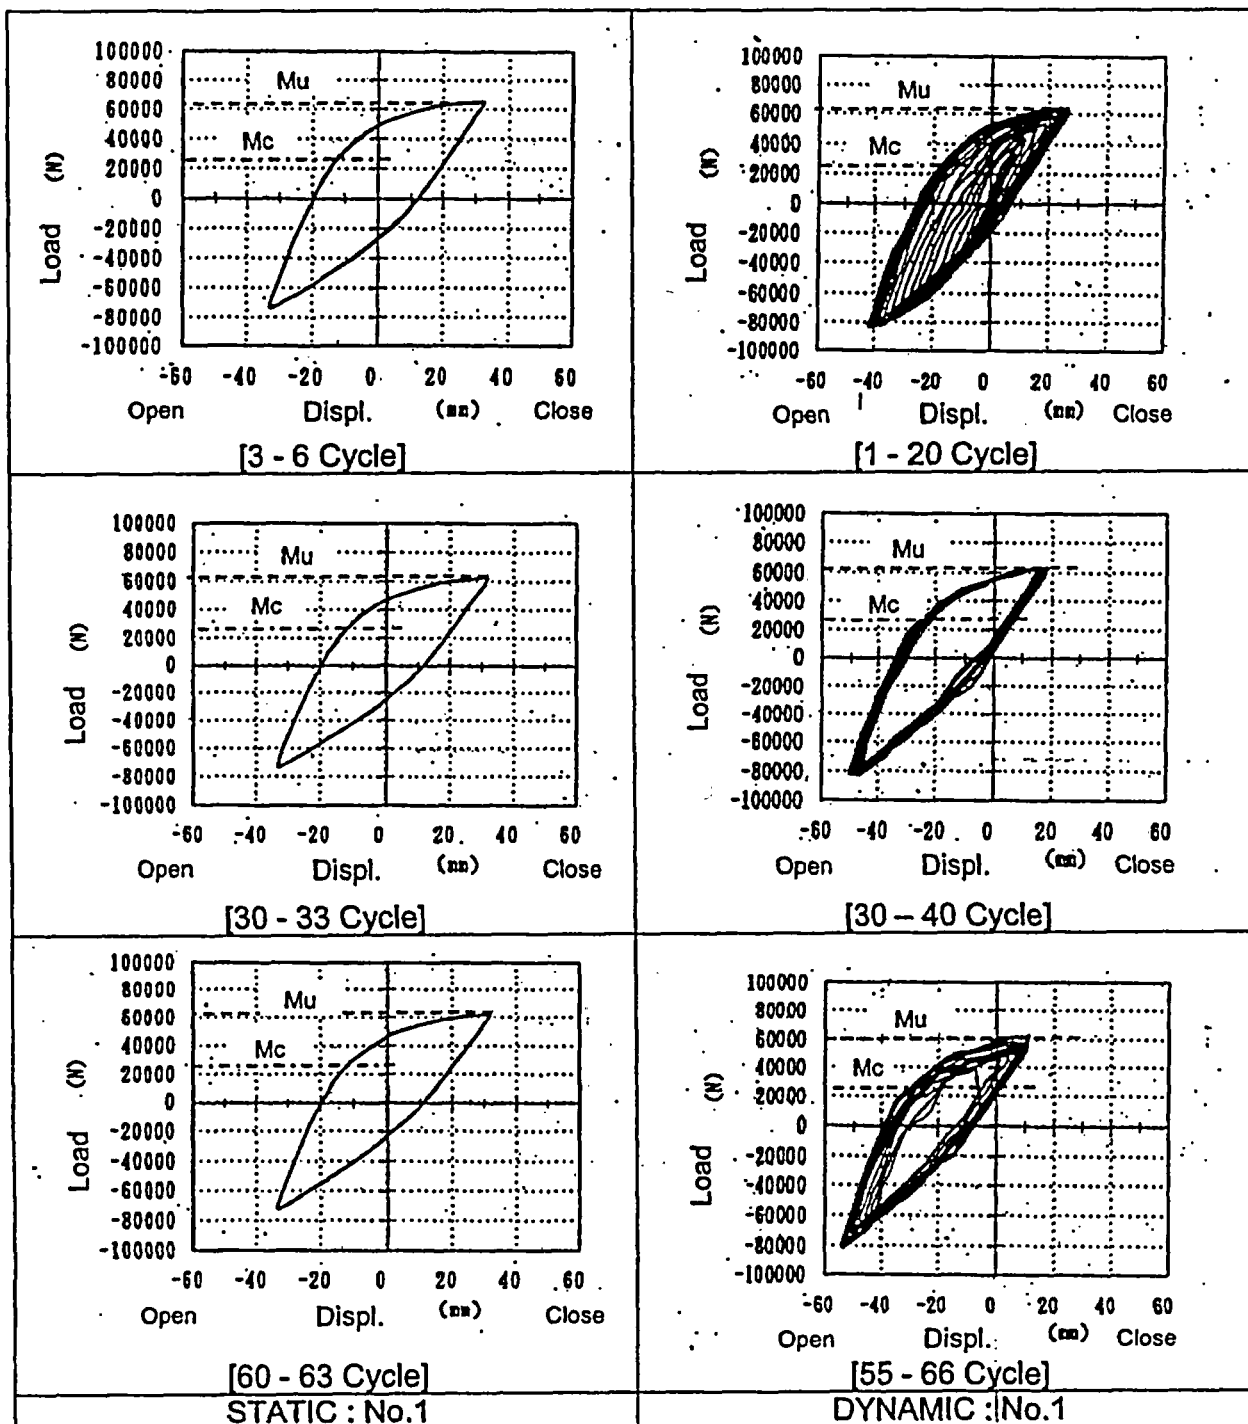 100000
80000
60000
40000
20000
0
-20000
-40000
-60000
-80000
-100000
Load (N)
Mu
Mc
-60 -40 -20 0 20 40 60
Open Displ. (mm) Close
[3 - 6 Cycle]
100000
80000
60000
40000
20000
0
-20000
-40000
-60000
-80000
-100000
Load (N)
Mu
Mc
-60 -40 -20 0 20 40 60
Open Displ. (mm) Close
[1 - 20 Cycle]
100000
80000
60000
40000
20000
0
-20000
-40000
-60000
-80000
-100000
Load (N)
Mu
Mc
-60 -40 -20 0 20 40 60
Open Displ. (mm) Close
[30 - 33 Cycle]
100000
80000
60000
40000
20000
0
-20000
-40000
-60000
-80000
-100000
Load (N)
Mu
Mc
-60 -40 -20 0 20 40 60
Open Displ. (mm) Close
[30 – 40 Cycle]
100000
80000
60000
40000
20000
0
-20000
-40000
-60000
-80000
-100000
Load (N)
Mu
Mc
-60 -40 -20 0 20 40 60
Open Displ. (mm) Close
[60 - 63 Cycle]
100000
80000
60000
40000
20000
0
-20000
-40000
-60000
-80000
-100000
Load (N)
Mu
Mc
-60 -40 -20 0 20 40 60
Open Displ. (mm) Close
[55 - 66 Cycle]
STATIC : No.1
DYNAMIC : No.1